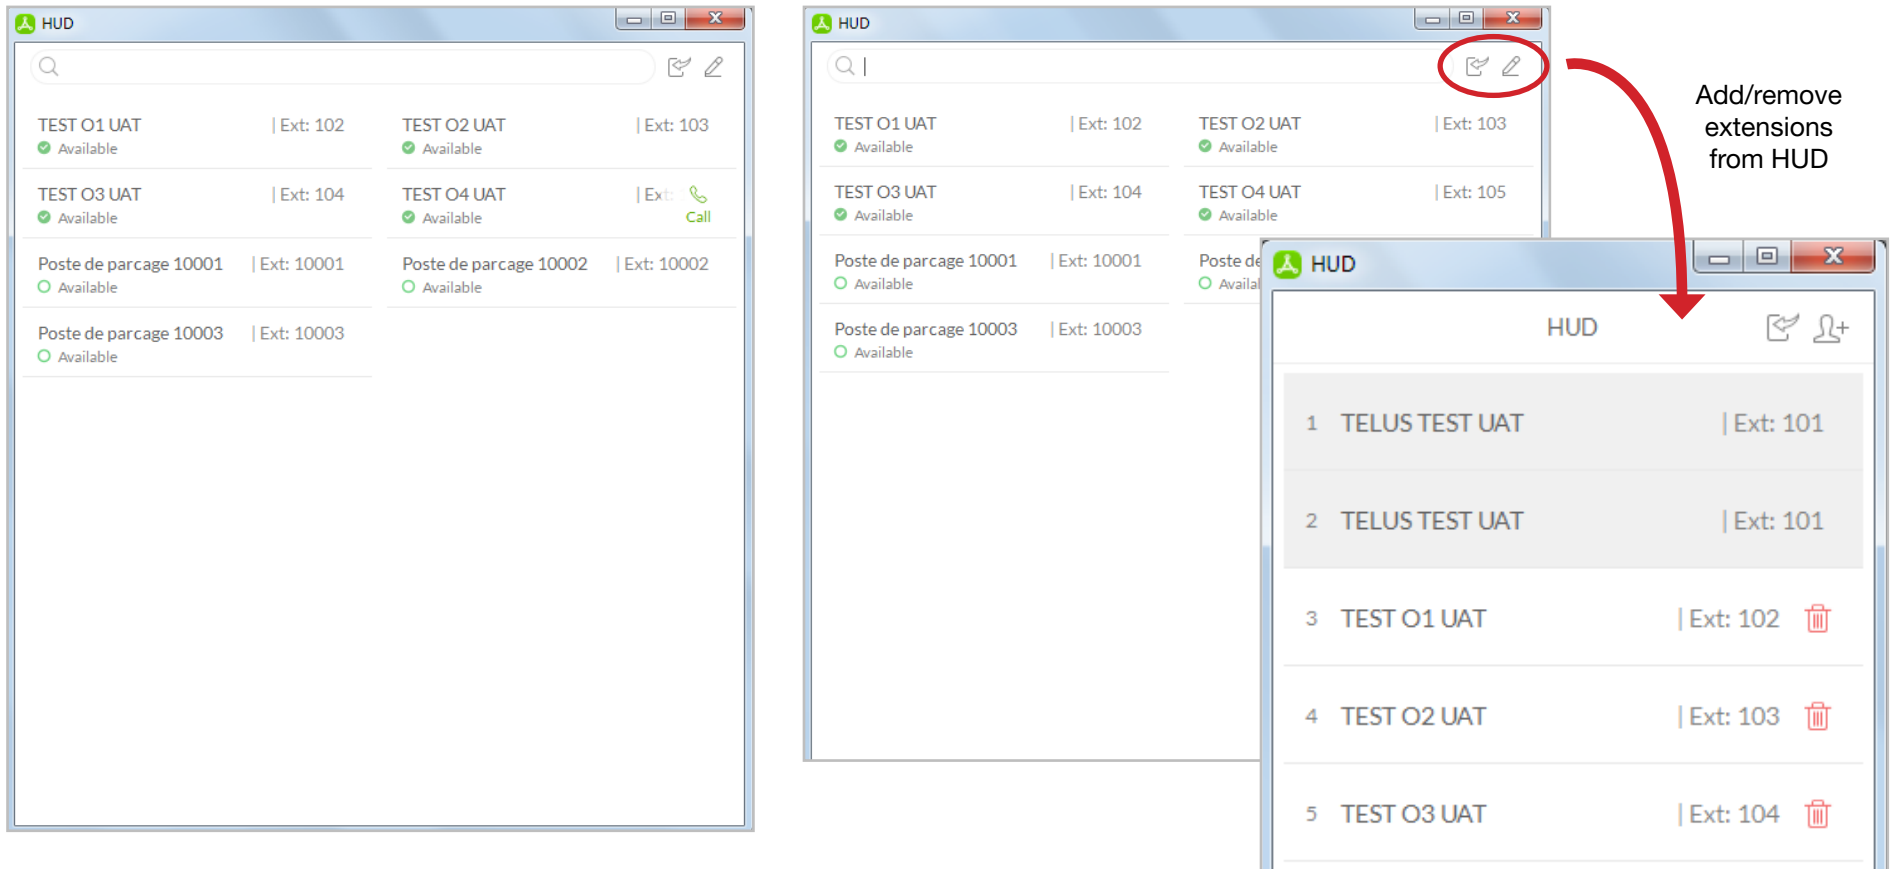 HUD
TEST O1 UAT | Ext: 102
Available
TEST O2 UAT | Ext: 103
Available
TEST O3 UAT | Ext: 104
Available
TEST O4 UAT | Ext:
Available Call
Poste de parcage 10001 | Ext: 10001
Available
Poste de parcage 10002 | Ext: 10002
Available
Poste de parcage 10003 | Ext: 10003
Available
HUD
TEST O1 UAT | Ext: 102
Available
TEST O2 UAT | Ext: 103
Available
TEST O3 UAT | Ext: 104
Available
TEST O4 UAT | Ext: 105
Available
Poste de parcage 10001 | Ext: 10001
Available
Poste de
Availal
Poste de parcage 10003 | Ext: 10003
Available
Add/remove
extensions
from HUD
HUD
HUD
1 TELUS TEST UAT | Ext: 101
2 TELUS TEST UAT | Ext: 101
3 TEST O1 UAT | Ext: 102
4 TEST O2 UAT | Ext: 103
5 TEST O3 UAT | Ext: 104